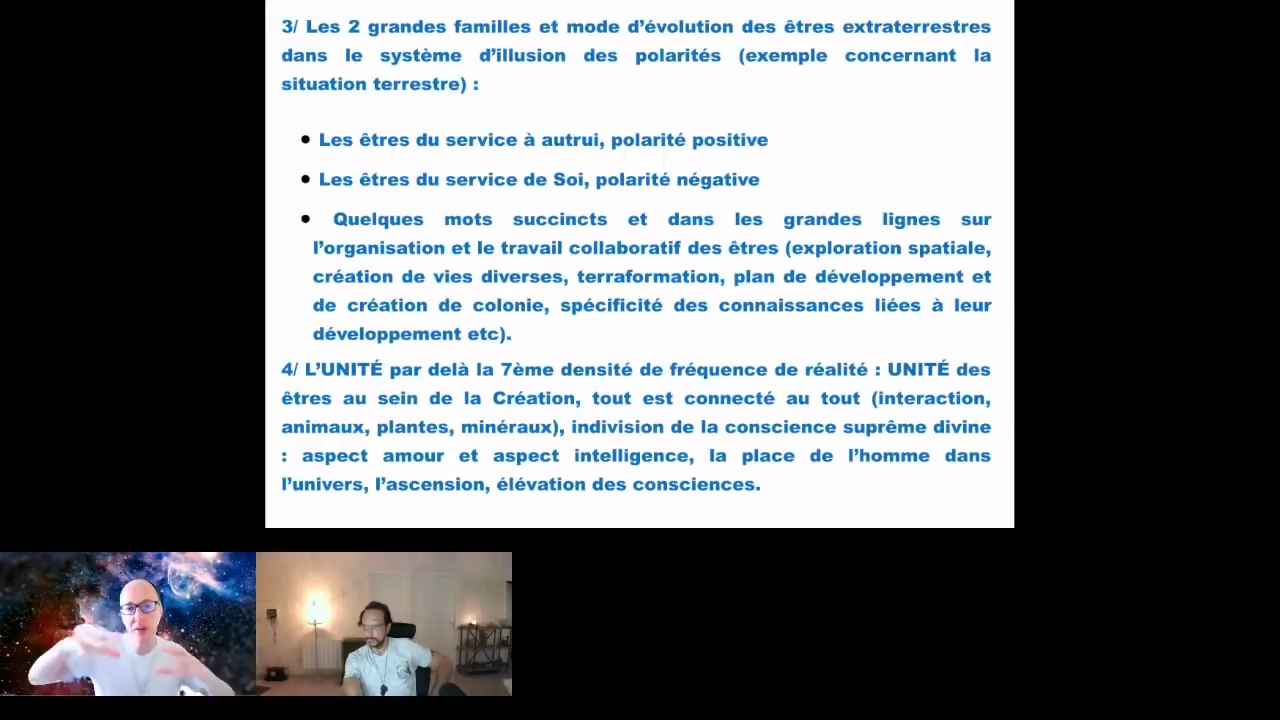 3/ Les 2 grandes familles et mode d'évolution des êtres extraterrestres
dans le système d'illusion des polarités (exemple concernant la
situation terrestre) :
● Les êtres du service à autrui, polarité positive
● Les êtres du service de Soi, polarité négative
● Quelques mots succincts et dans les grandes lignes sur
l'organisation et le travail collaboratif des êtres (exploration spatiale,
création de vies diverses, terraformation, plan de développement et
de création de colonie, spécificité des connaissances liées à leur
développement etc).
4/ L'UNITÉ par delà la 7ème densité de fréquence de réalité : UNITÉ des
êtres au sein de la Création, tout est connecté au tout (interaction,
animaux, plantes, minéraux), indivision de la conscience suprême divine
: aspect amour et aspect intelligence, la place de l'homme dans
l'univers, l'ascension, élévation des consciences.